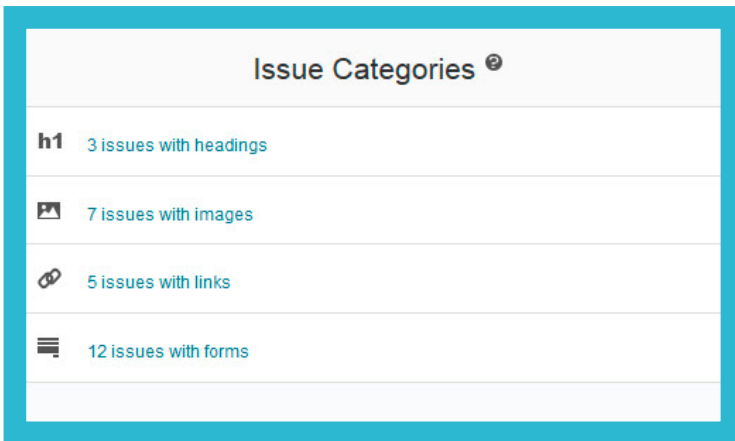 Issue Categories ?
h1 3 issues with headings
7 issues with images
5 issues with links
12 issues with forms